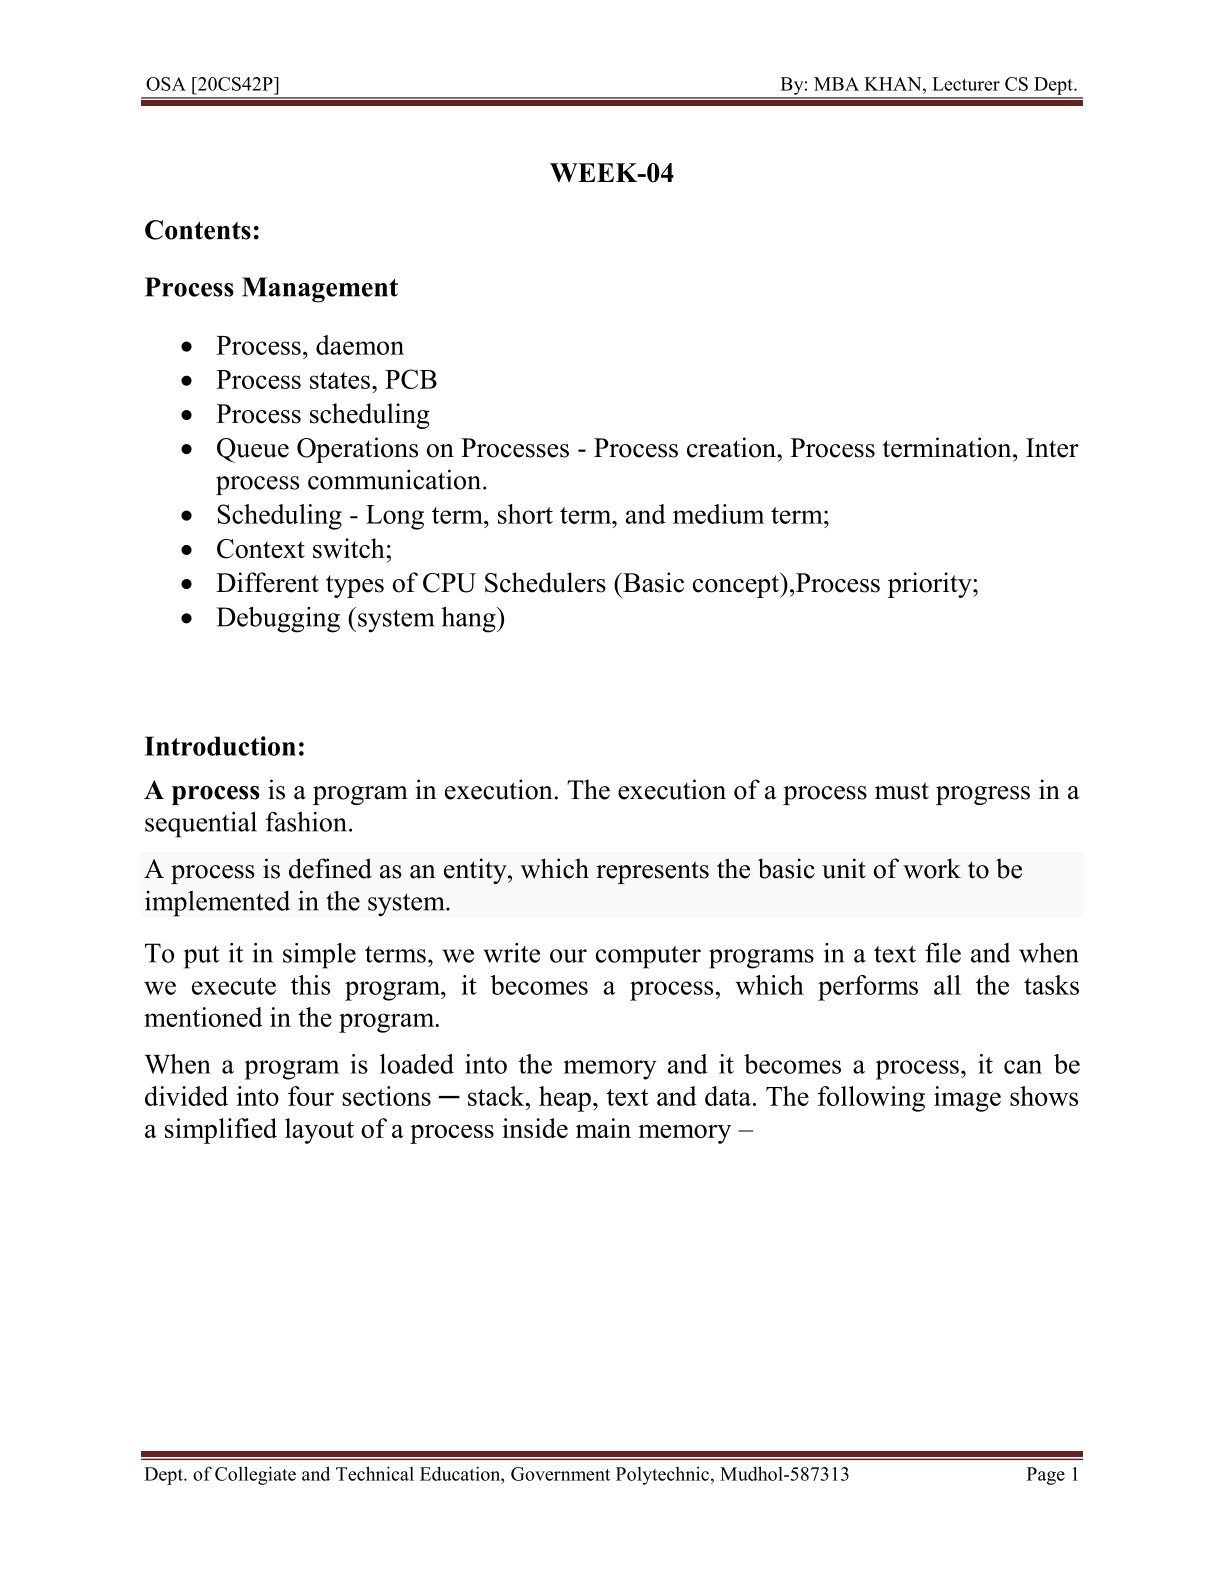 OSA [20CS42P] By: MBA KHAN, Lecturer CS Dept.
WEEK-04
Contents:
Process Management
• Process, daemon
• Process states, PCB
• Process scheduling
• Queue Operations on Processes - Process creation, Process termination, Inter
process communication.
• Scheduling - Long term, short term, and medium term;
• Context switch;
• Different types of CPU Schedulers (Basic concept),Process priority;
• Debugging (system hang)
Introduction:
A process is a program in execution. The execution of a process must progress in a
sequential fashion.
A process is defined as an entity, which represents the basic unit of work to be
implemented in the system.
To put it in simple terms, we write our computer programs in a text file and when
we execute this program, it becomes a process, which performs all the tasks
mentioned in the program.
When a program is loaded into the memory and it becomes a process, it can be
divided into four sections ─ stack, heap, text and data. The following image shows
a simplified layout of a process inside main memory –
Dept. of Collegiate and Technical Education, Government Polytechnic, Mudhol-587313 Page 1